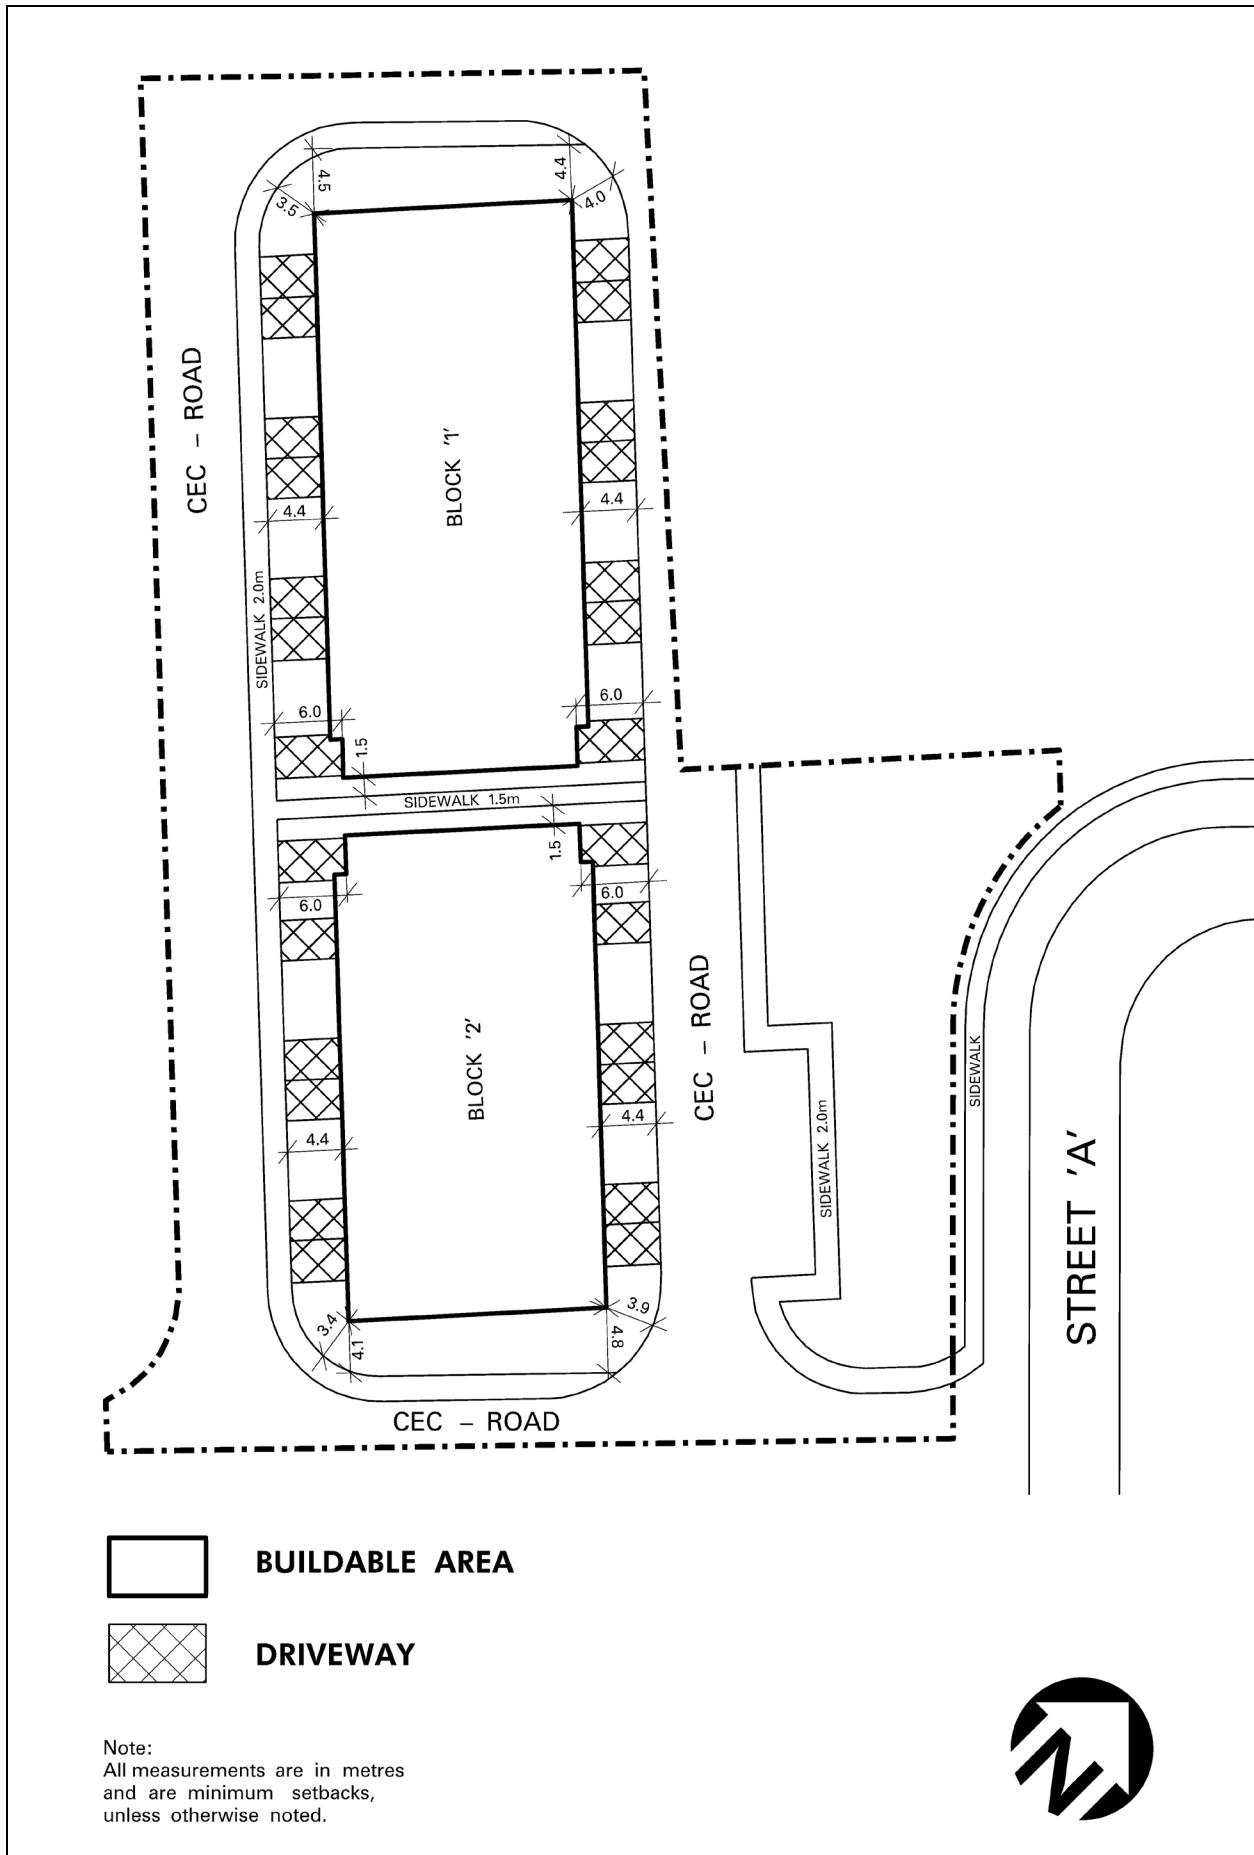 4.5
4.4
3.5
4.0
CEC – ROAD
BLOCK '1'
4.4
4.4
SIDEWALK 2.0m
6.0
6.0
1.5
SIDEWALK 1.5m
1.5
6.0
6.0
CEC – ROAD
BLOCK '2'
SIDEWALK
4.4
4.4
SIDEWALK 2.0m
STREET 'A'
3.4
4.1
4.8
3.9
CEC – ROAD
BUILDABLE AREA
DRIVEWAY
N
Note:
All measurements are in metres
and are minimum setbacks,
unless otherwise noted.